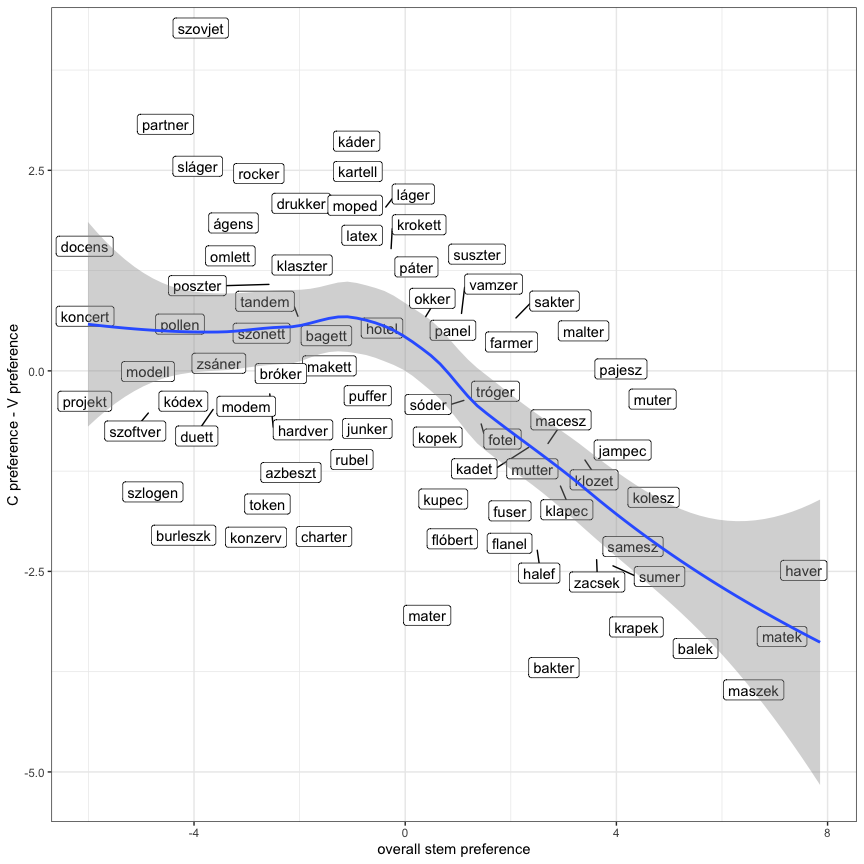 szovjet
partner
káder
sláger
rocker
kartell
2.5
láger
drukker
moped
ágens
krokett
latex
docens
omlett
suszter
klaszter
páter
poszter
vamzer
tandem
okker
sakter
koncert
pollen
szonett
bagett
hotel
panel
malter
farmer
zsáner
makett
0.0
modell
bróker
pajesz
tróger
puffer
projekt
kódex
modem
sóder
muter
macesz
szoftver
duett
hardver
junker
kopek
fotel
jampec
rubel
kadet
mutter
azbeszt
klozet
szlogen
kupec
kolesz
token
fuser
klapec
burleszk
konzerv
charter
flóbert
flanel
samesz
-2.5
halef
zacsek
sumer
haver
mater
krapek
matek
balek
bakter
maszek
-5.0
-4
0
4
8
overall stem preference
C preference - V preference